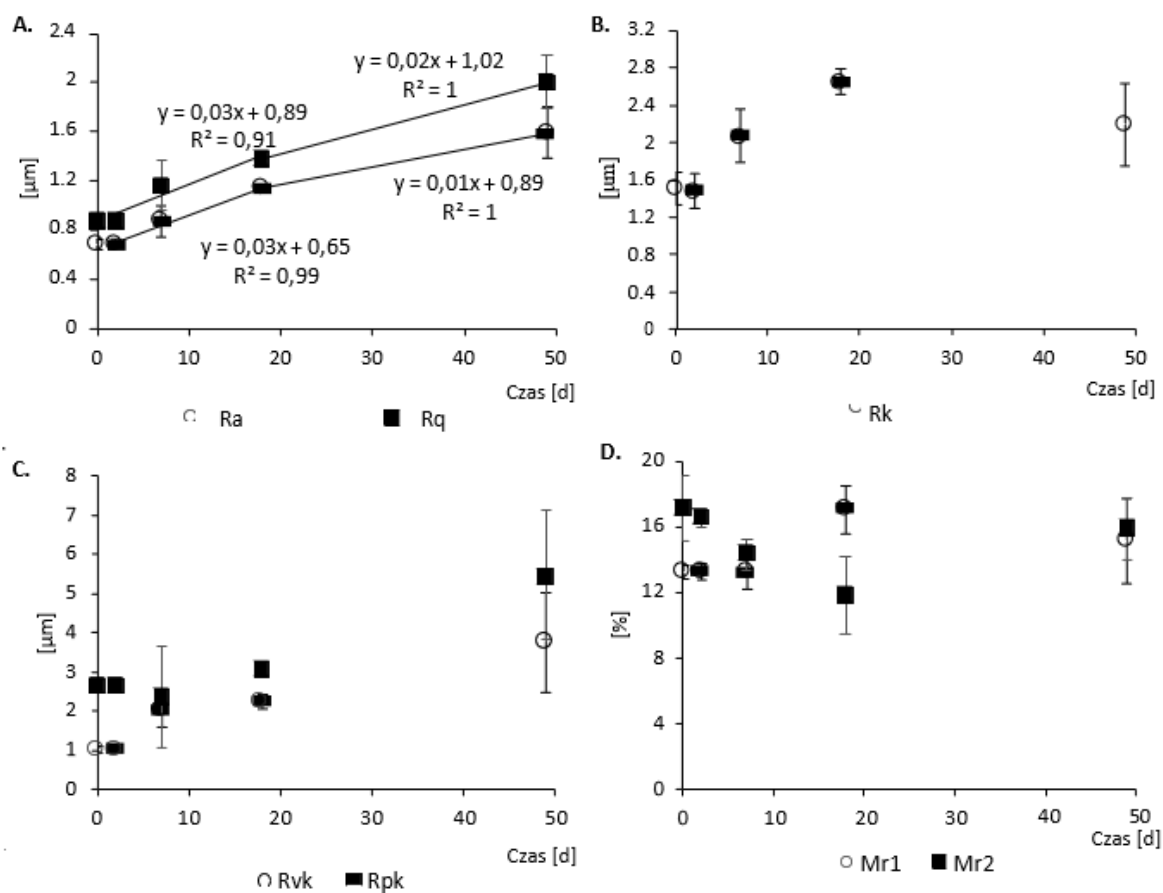 A.
2.4
2
1.6
1.2
0.8
0.4
0
[µm]
y = 0,02x + 1,02
R² = 1
y = 0,03x + 0,89
R² = 0,91
y = 0,01x + 0,89
R² = 1
y = 0,03x + 0,65
R² = 0,99
0 10 20 30 40 50
Czas [d]
Ra Rq
B.
3.2
2.8
2.4
2.0
1.6
1.2
0.8
0.4
0
[µm]
0 10 20 30 40 50
Czas [d]
Rk
C.
8
7
6
5
4
3
2
1
0
[µm]
0 10 20 30 40 50
Czas [d]
Rvk Rpk
D.
20
16
12
8
4
0
[%]
0 10 20 30 40 50
Czas [d]
Mr1 Mr2